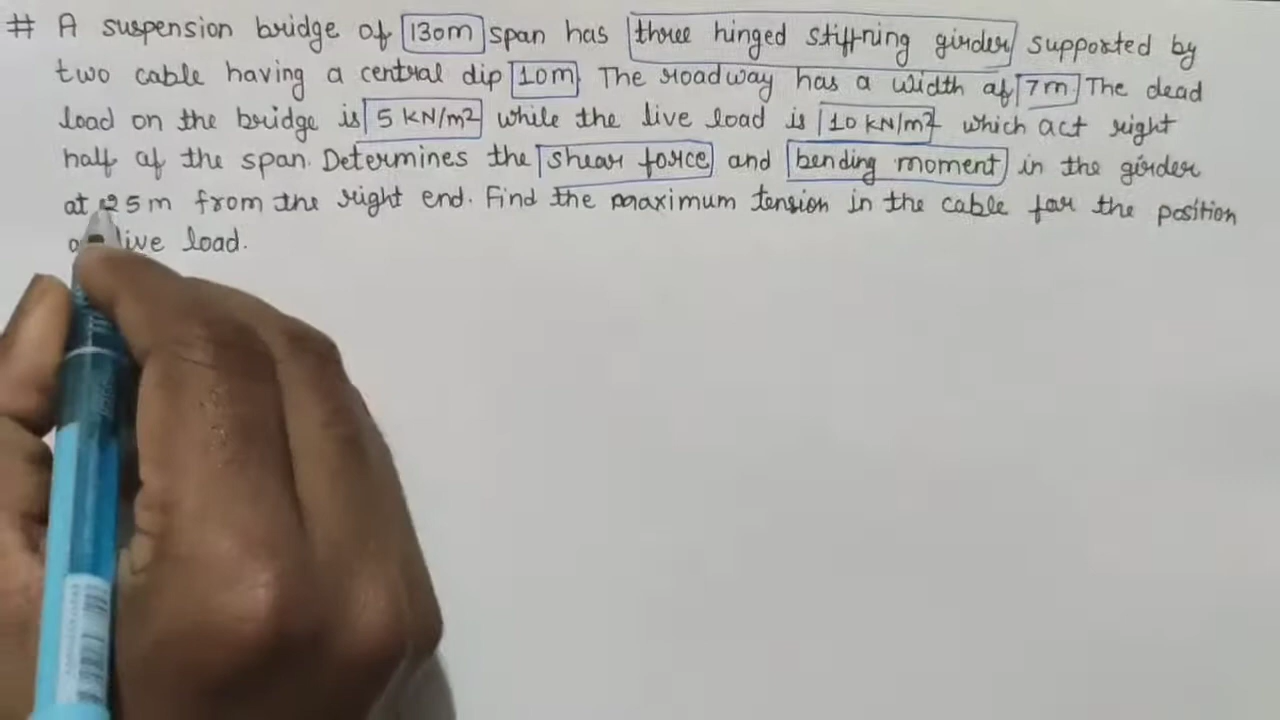 # A suspension bridge of 130m span has three hinged stiffning girder supported by
two cable having a central dip 10m. The roadway has a width of 7m. The dead
load on the bridge is 5 KN/m² while the live load is 10 KN/m² which act right
half of the span. Determines the shear force and bending moment in the girder
at 25m from the right end. Find the maximum tension in the cable for the position
live load.